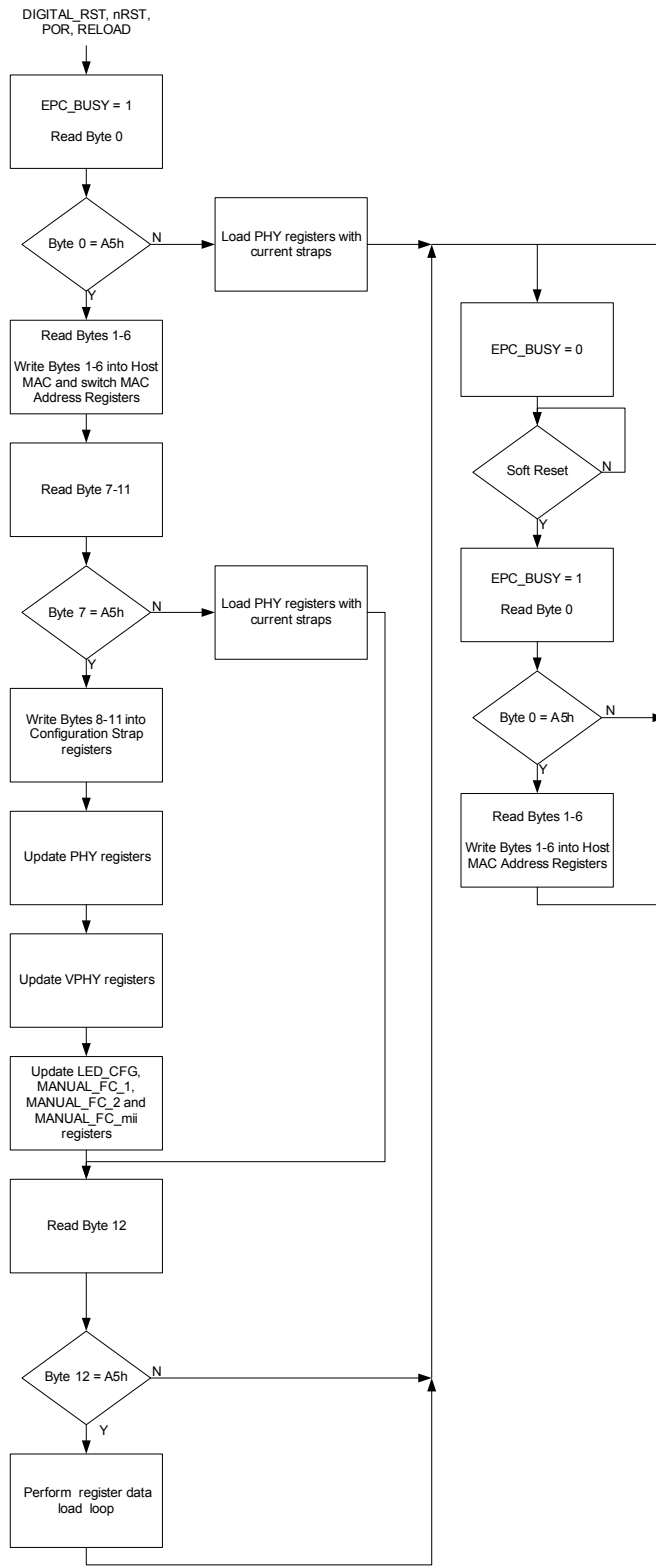 DIGITAL_RST, nRST,
POR, RELOAD
EPC_BUSY = 1
Read Byte 0
Byte 0 = A5h
N
Y
Load PHY registers with
current straps
Read Bytes 1-6
Write Bytes 1-6 into Host
MAC and switch MAC
Address Registers
Read Byte 7-11
Byte 7 = A5h
N
Y
Load PHY registers with
current straps
Write Bytes 8-11 into
Configuration Strap
registers
Update PHY registers
Update VPHY registers
Update LED_CFG,
MANUAL_FC_1,
MANUAL_FC_2 and
MANUAL_FC_mii
registers
Read Byte 12
Byte 12 = A5h
N
Y
Perform register data
load loop
EPC_BUSY = 0
Soft Reset
N
Y
EPC_BUSY = 1
Read Byte 0
Byte 0 = A5h
N
Y
Read Bytes 1-6
Write Bytes 1-6 into Host
MAC Address Registers